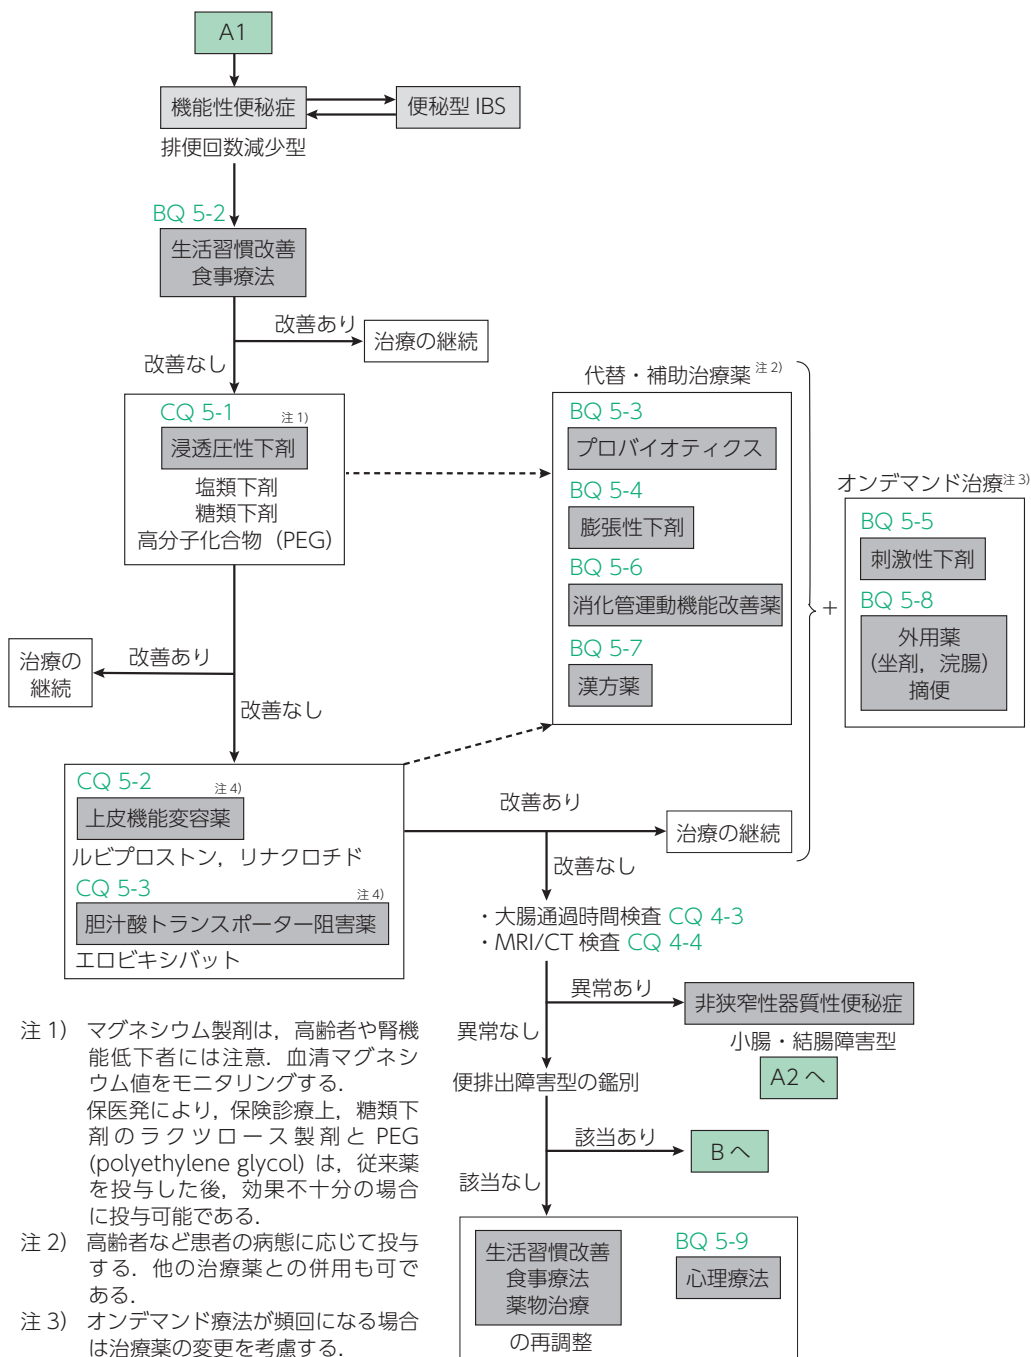 A1
機能性便秘症
便秘型 IBS
排便回数減少型
BQ 5-2
生活習慣改善
食事療法
改善あり
治療の継続
改善なし
CQ 5-1 注 1)
浸透圧性下剤
塩類下剤
糖類下剤
高分子化合物（PEG）
代替・補助治療薬 注 2)
BQ 5-3
プロバイオティクス
BQ 5-4
膨張性下剤
BQ 5-6
消化管運動機能改善薬
BQ 5-7
漢方薬
+
オンデマンド治療 注 3)
BQ 5-5
刺激性下剤
BQ 5-8
外用薬
(坐剤，浣腸)
摘便
改善あり
治療の
継続
改善なし
CQ 5-2 注 4)
上皮機能変容薬
ルビプロストン，リナクロチド
CQ 5-3 注 4)
胆汁酸トランスポーター阻害薬
エロビキシバット
改善あり
治療の継続
改善なし
・大腸通過時間検査 CQ 4-3
・MRI/CT 検査 CQ 4-4
異常あり
非狭窄性器質性便秘症
小腸・結腸障害型
A2 へ
異常なし
便排出障害型の鑑別
該当あり
B へ
該当なし
生活習慣改善
食事療法
薬物治療
の再調整
BQ 5-9
心理療法
注 1) マグネシウム製剤は，高齢者や腎機
能低下者には注意．血清マグネシ
ウム値をモニタリングする．
保医発により，保険診療上，糖類下
剤のラクツロース製剤と PEG
(polyethylene glycol) は，従来薬
を投与した後，効果不十分の場合
に投与可能である．
注 2) 高齢者など患者の病態に応じて投与
する．他の治療薬との併用も可で
ある．
注 3) オンデマンド療法が頻回になる場合
は治療薬の変更を考慮する．